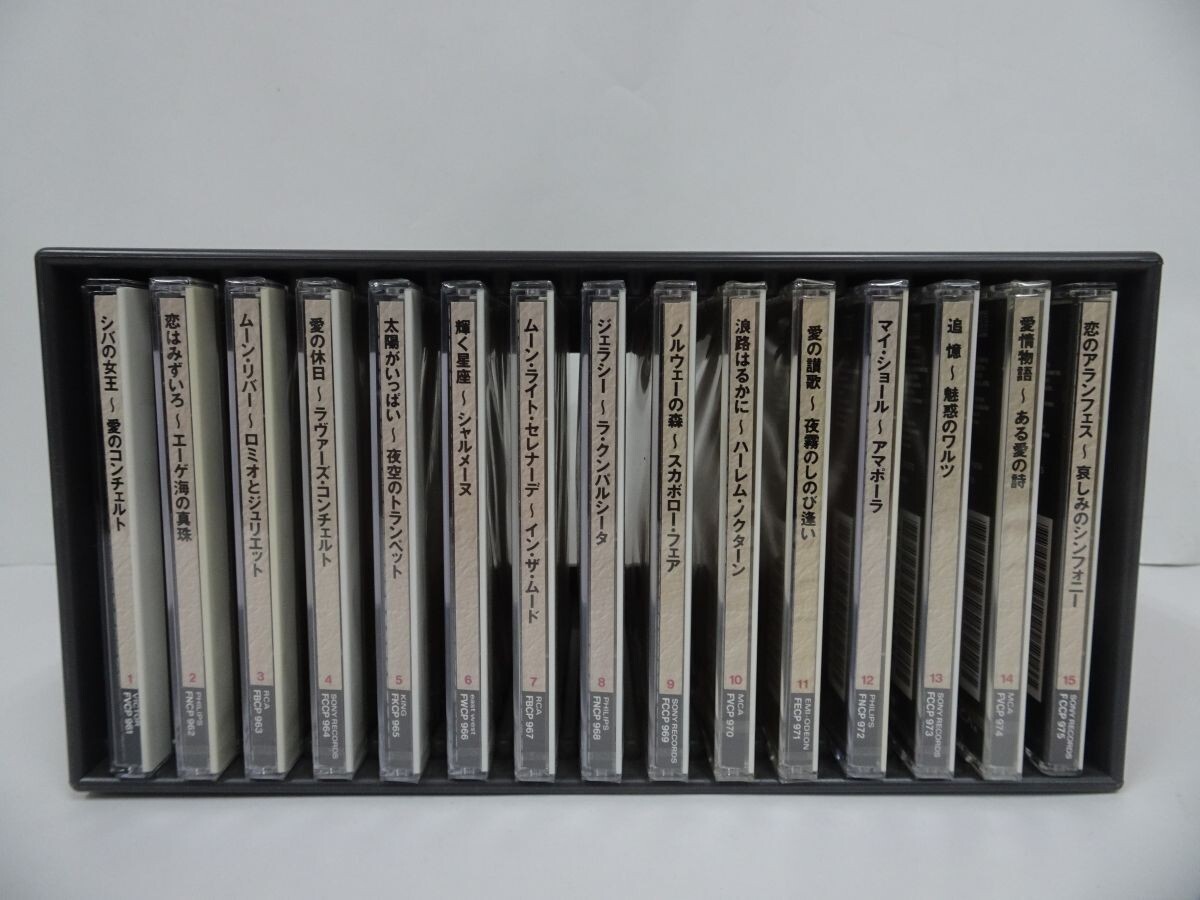 シバの女王 ～ 愛のコンチェルト
1
VICTOR
FVCP 961
恋はみずいろ ～ エーゲ海の真珠
2
PHILIPS
FNCP 962
ムーン・リバー ～ ロミオとジュリエット
3
RCA
FBCP 963
愛の休日 ～ ラヴァーズ・コンチェルト
4
SONY RECORDS
FCCP 964
太陽がいっぱい ～ 夜空のトランペット
5
KING
FKCP 965
輝く星座 ～ シャルメーヌ
6
east west
FWCP 966
ムーン・ライト・セレナーデ ～ イン・ザ・ムード
7
RCA
FBCP 967
ジェラシー ～ ラ・クンパルシータ
8
PHILIPS
FNCP 968
ノルウェーの森 ～ スカボロー・フェア
9
SONY RECORDS
FCCP 969
浪路はるかに ～ ハーレム・ノクターン
10
MCA
FVCP 970
愛の讃歌 ～ 夜霧のしのび逢い
11
EMI-ODEON
FECP 971
マイ・ショール ～ アマポーラ
12
PHILIPS
FNCP 972
追憶 ～ 魅惑のワルツ
13
SONY RECORDS
FCCP 973
愛情物語 ～ ある愛の詩
14
MCA
FVCP 974
恋のアランフェス ～ 哀しみのシンフォニー
15
SONY RECORDS
FCCP 975